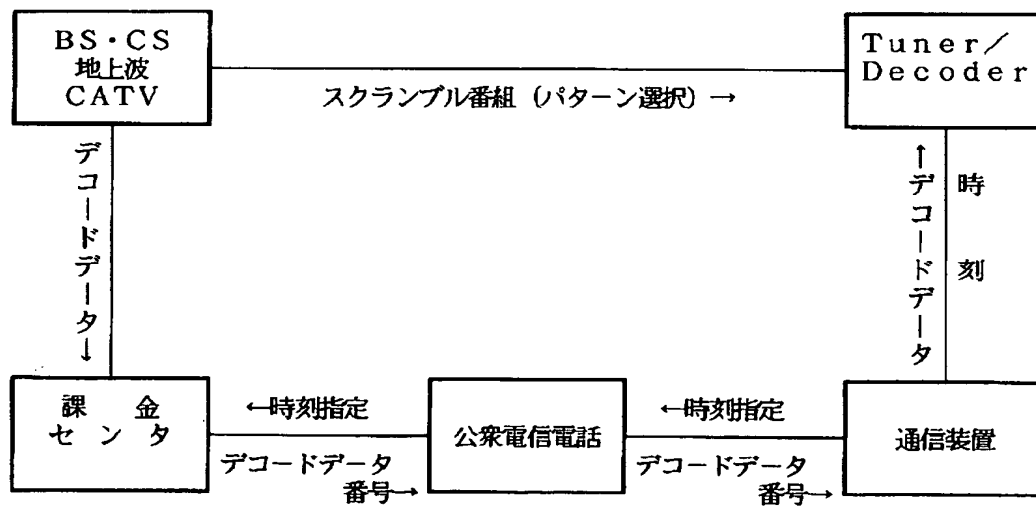 BS・CS
地上波
CATV
Tuner／
Decoder
スクランブル番組（パターン選択）→
デコードデータ→
←デコードデータ
時刻
課金
センタ
←時刻指定
デコードデータ
番号→
公衆電信電話
←時刻指定
デコードデータ
番号→
通信装置